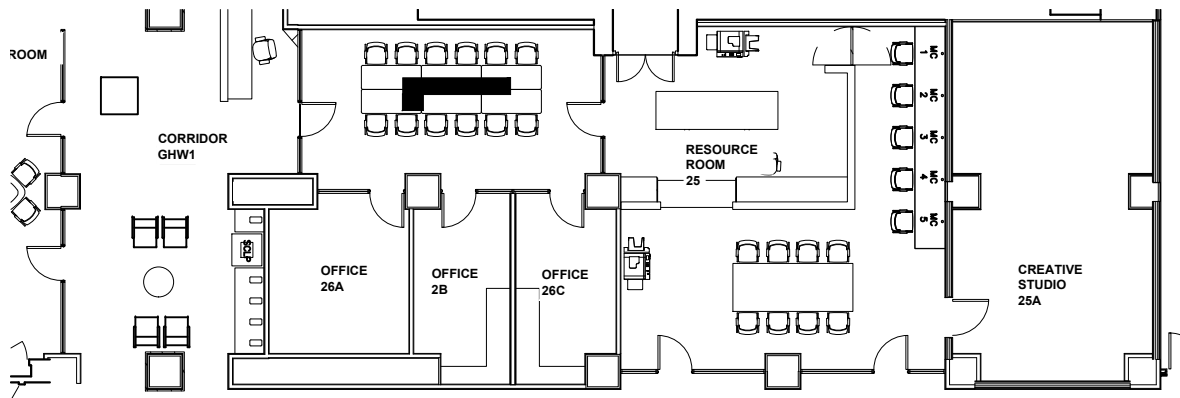 ROOM
CORRIDOR
GHW1
RESOURCE
ROOM
25
MC
1
MC
2
MC
3
MC
4
MC
5
SCLP
OFFICE
26A
OFFICE
2B
OFFICE
26C
CREATIVE
STUDIO
25A